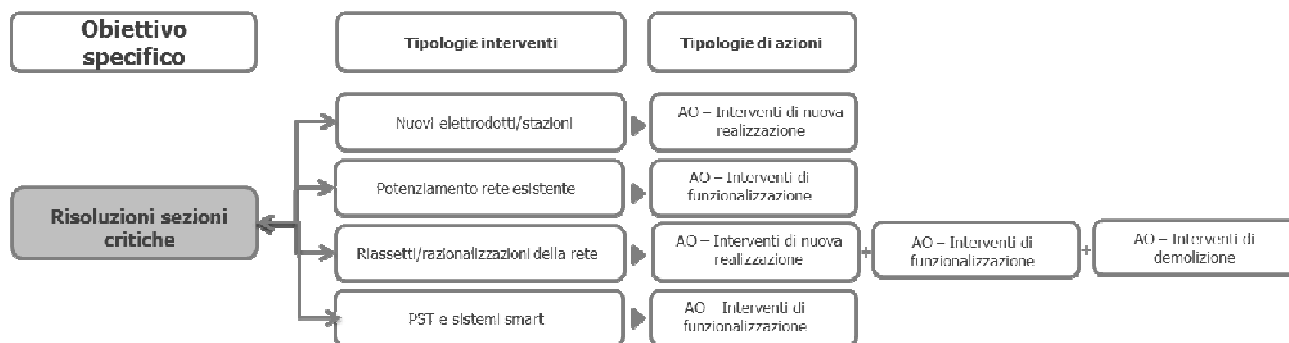 Obiettivo
specifico
Tipologie interventi
Tipologie di azioni
Nuovi elettrodotti/stazioni
AO – Interventi di nuova
realizzazione
Potenziamento rete esistente
AO – Interventi di
funzionalizzazione
Risoluzioni sezioni
critiche
Riassetti/razionalizzazioni della rete
AO – Interventi di nuova
realizzazione
+
AO – Interventi di
funzionalizzazione
+
AO – Interventi di
demolizione
PST e sistemi smart
AO – Interventi di
funzionalizzazione